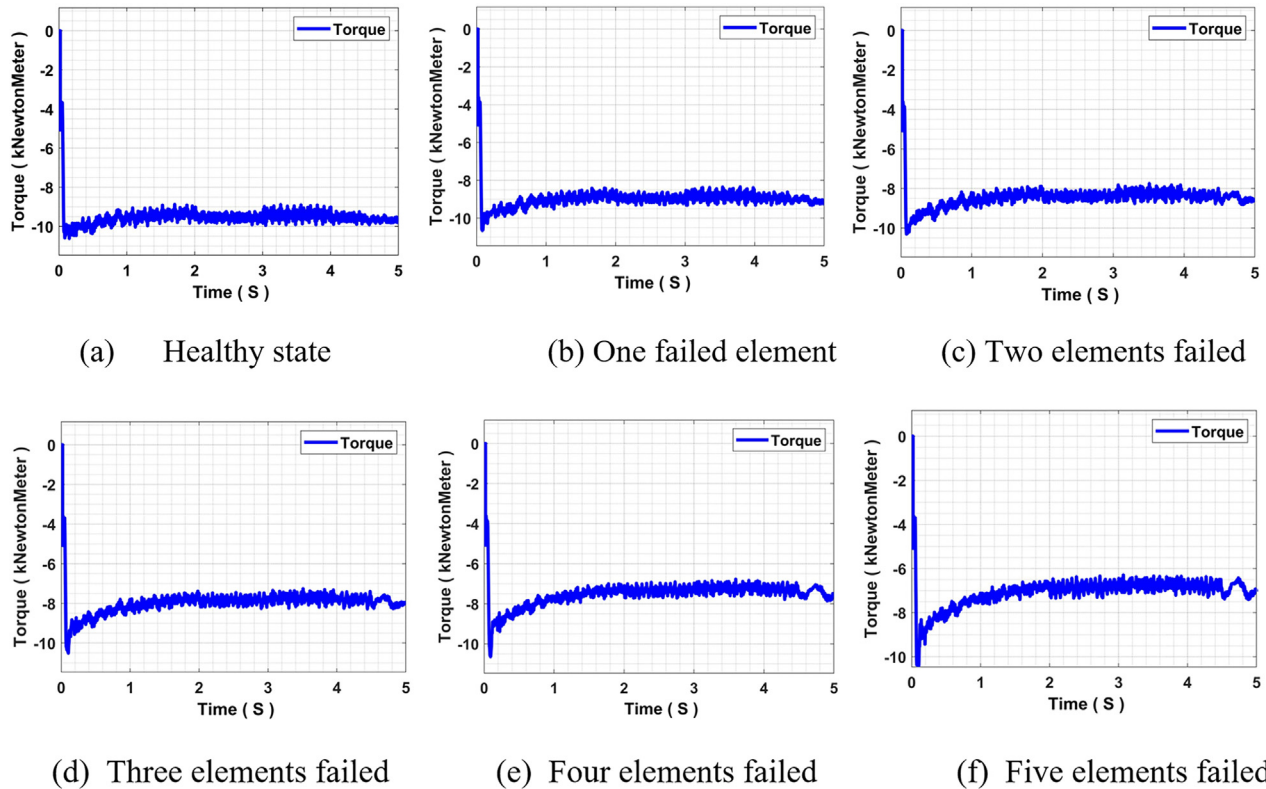 Torque
0
-2
-4
-6
-8
-10
Torque ( kNewtonMeter )
0 1 2 3 4 5
Time ( S )
(a) Healthy state
Torque
0
-2
-4
-6
-8
-10
Torque ( kNewtonMeter )
0 1 2 3 4 5
Time ( S )
(b) One failed element
Torque
0
-2
-4
-6
-8
-10
Torque ( kNewtonMeter )
0 1 2 3 4 5
Time ( S )
(c) Two elements failed
Torque
0
-2
-4
-6
-8
-10
Torque ( kNewtonMeter )
0 1 2 3 4 5
Time ( S )
(d) Three elements failed
Torque
0
-2
-4
-6
-8
-10
Torque ( kNewtonMeter )
0 1 2 3 4 5
Time ( S )
(e) Four elements failed
Torque
0
-2
-4
-6
-8
-10
Torque ( kNewtonMeter )
0 1 2 3 4 5
Time ( S )
(f) Five elements failed